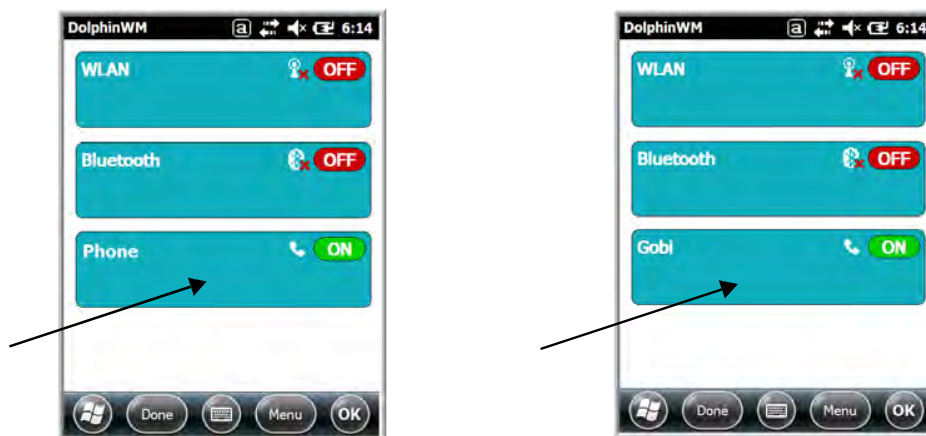 DolphinWM a 6:14
WLAN OFF
Bluetooth OFF
Phone ON
Done Menu OK
DolphinWM a 6:14
WLAN OFF
Bluetooth OFF
Gobi ON
Done Menu OK